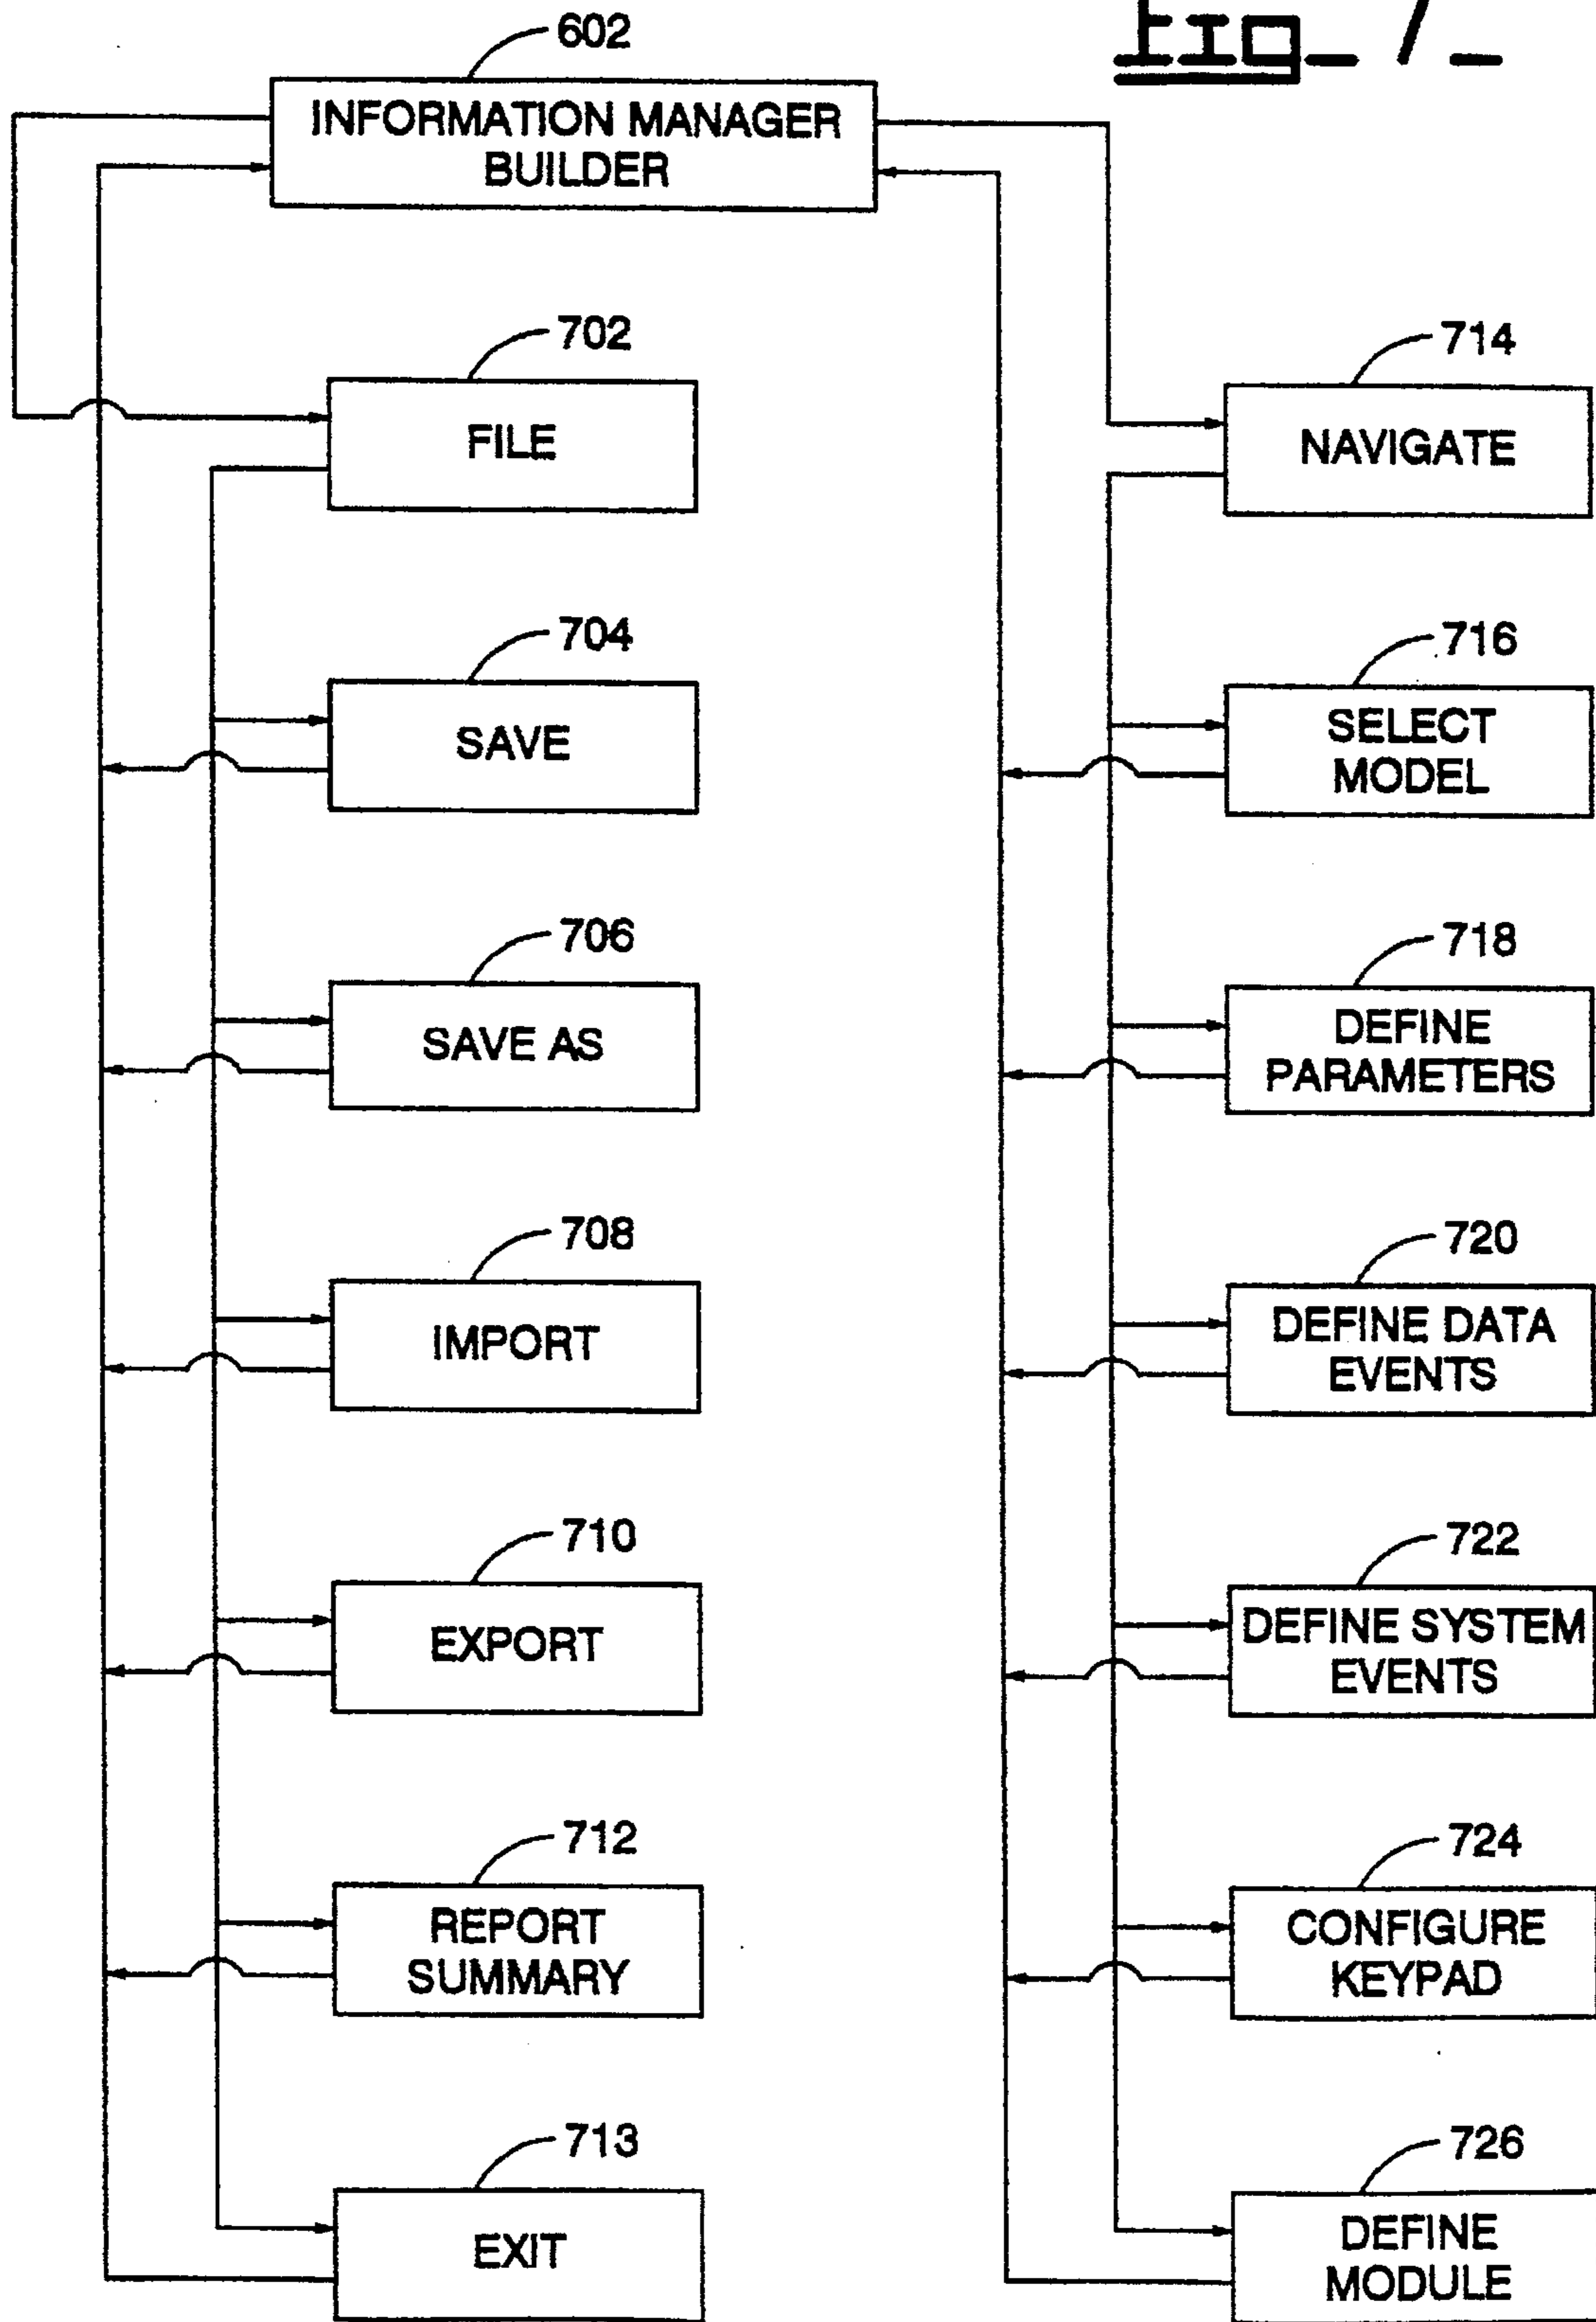 Fig_7_
602
INFORMATION MANAGER
BUILDER
702
FILE
704
SAVE
706
SAVE AS
708
IMPORT
710
EXPORT
712
REPORT
SUMMARY
713
EXIT
714
NAVIGATE
716
SELECT
MODEL
718
DEFINE
PARAMETERS
720
DEFINE DATA
EVENTS
722
DEFINE SYSTEM
EVENTS
724
CONFIGURE
KEYPAD
726
DEFINE
MODULE